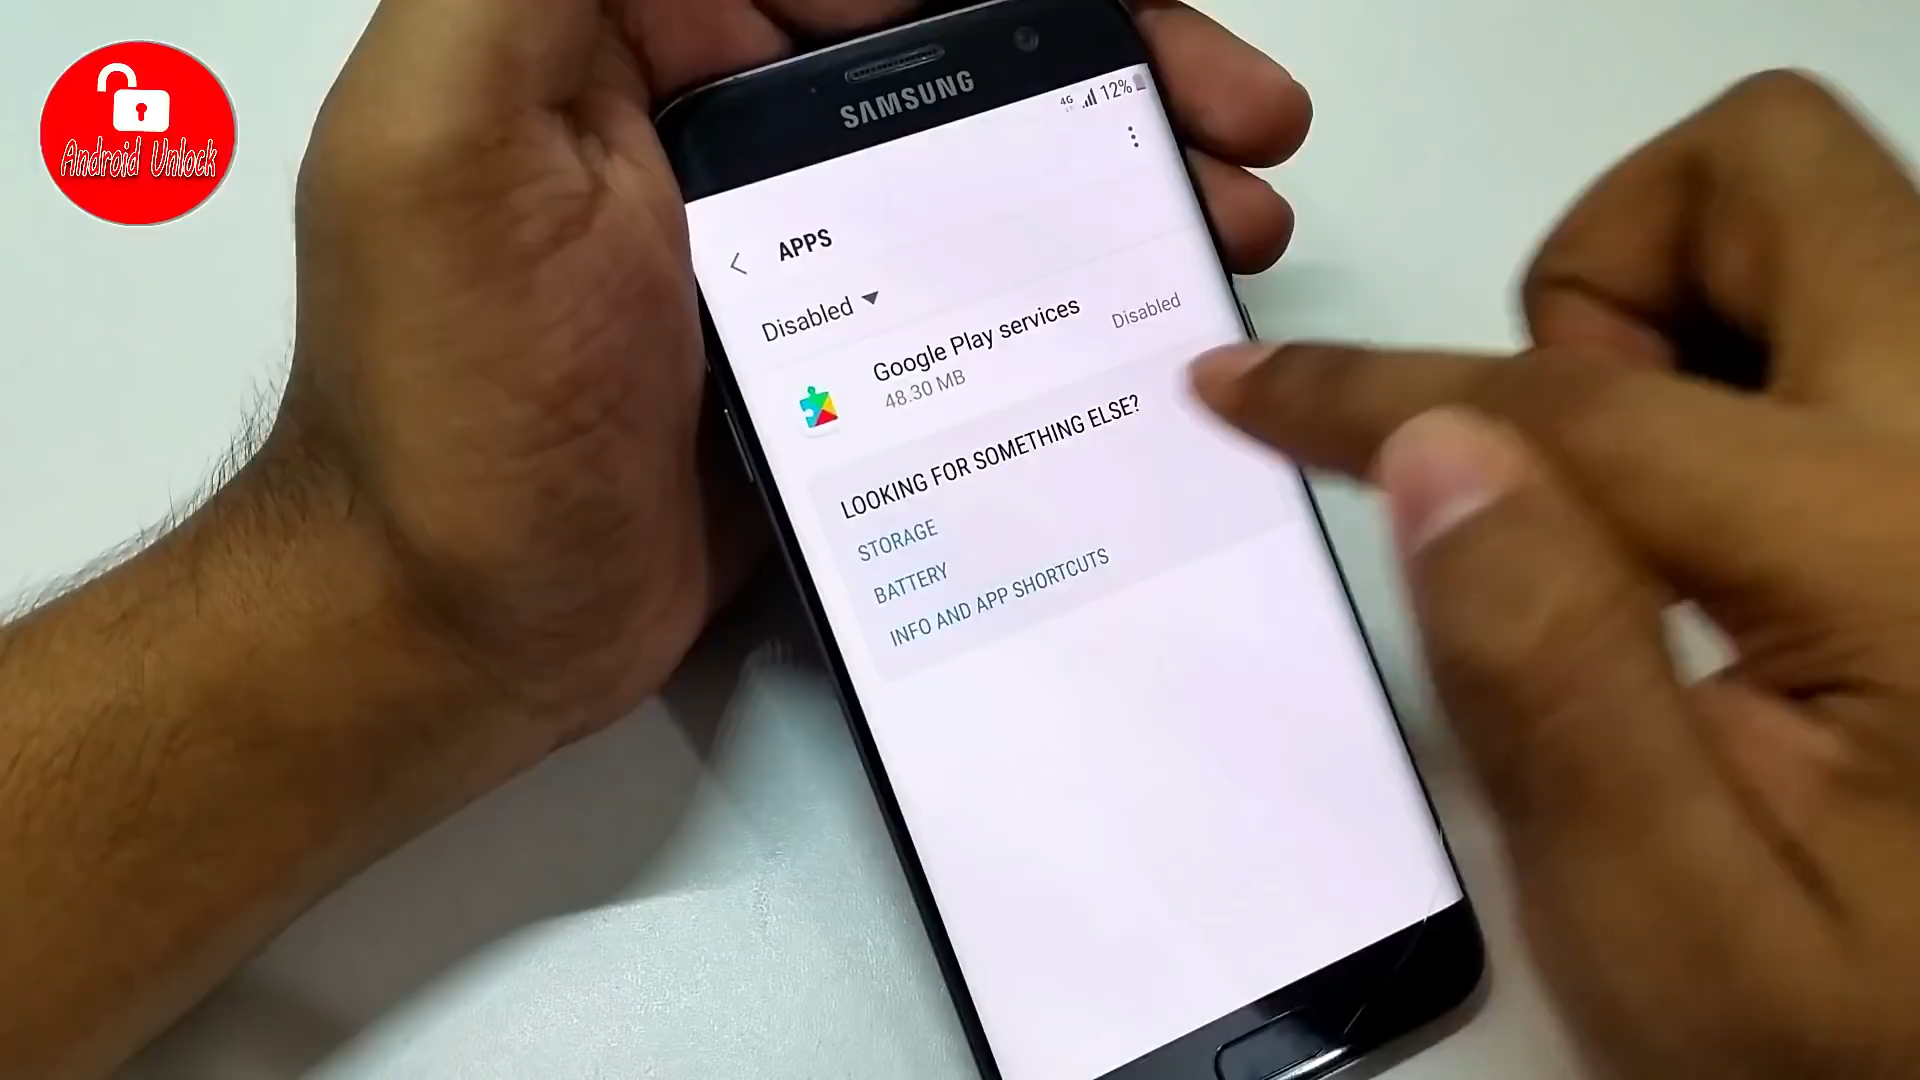 Android Unlock
SAMSUNG
4G 12%
APPS
Disabled
Google Play services
Disabled
48.30 MB
LOOKING FOR SOMETHING ELSE?
STORAGE
BATTERY
INFO AND APP SHORTCUTS